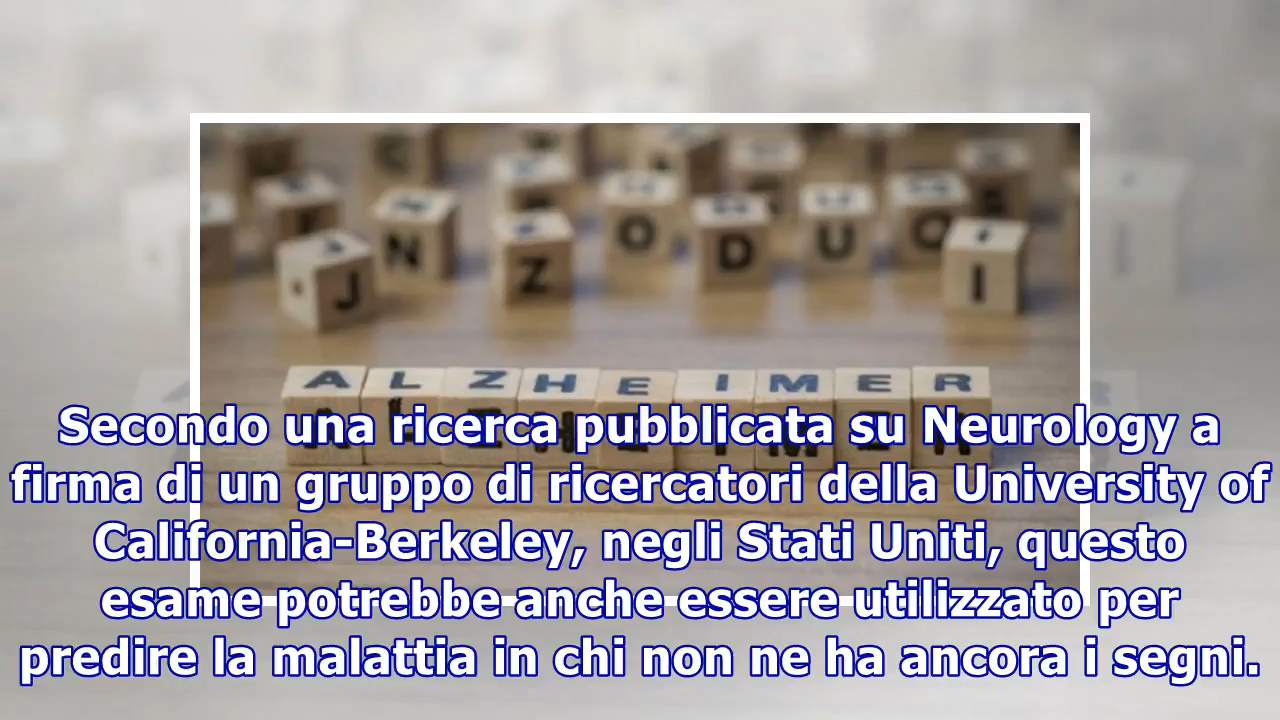 J N Z O D U I
ALZHEIMER
Secondo una ricerca pubblicata su Neurology a
firma di un gruppo di ricercatori della University of
California-Berkeley, negli Stati Uniti, questo
esame potrebbe anche essere utilizzato per
predire la malattia in chi non ne ha ancora i segni.